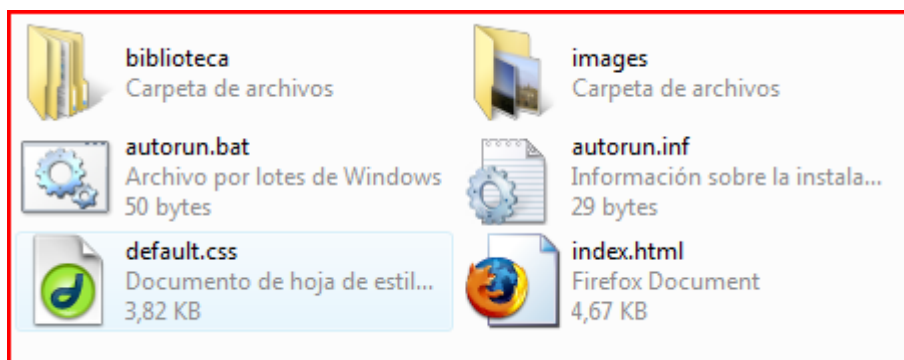 biblioteca
Carpeta de archivos
images
Carpeta de archivos
autorun.bat
Archivo por lotes de Windows
50 bytes
autorun.inf
Información sobre la instala...
29 bytes
default.css
Documento de hoja de estil...
3,82 KB
index.html
Firefox Document
4,67 KB